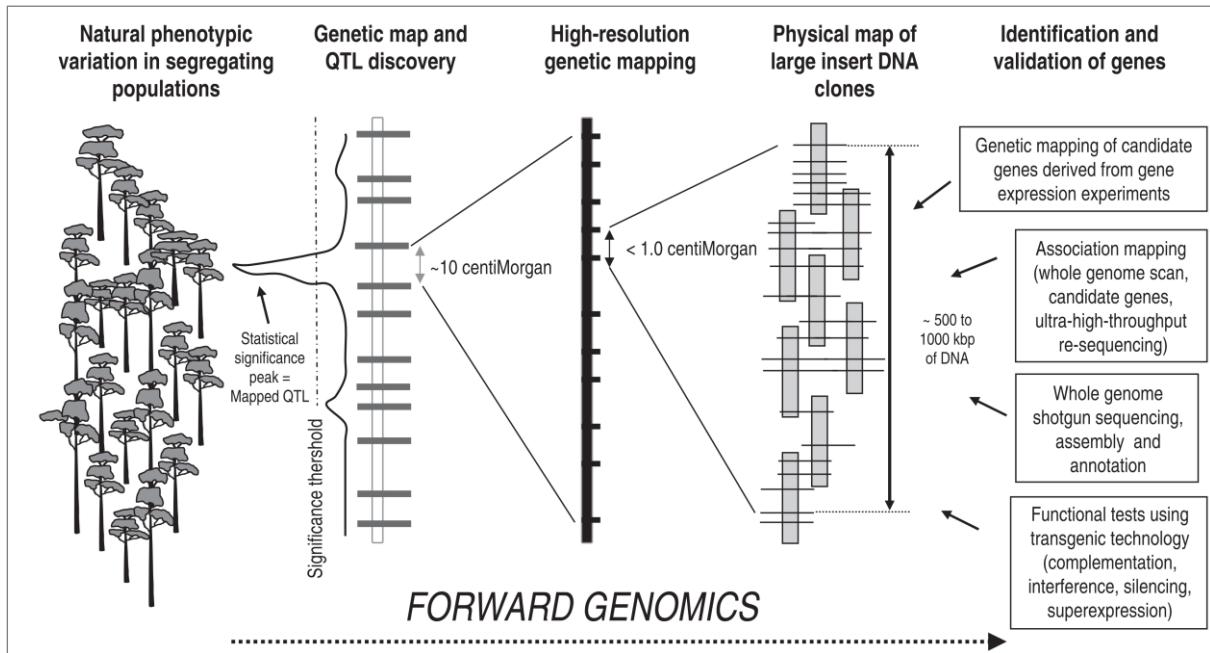 Natural phenotypic
variation in segregating
populations
Genetic map and
QTL discovery
High-resolution
genetic mapping
Physical map of
large insert DNA
clones
Identification and
validation of genes
~10 centiMorgan
Statistical
significance
peak =
Mapped QTL
Significance thershold
< 1.0 centiMorgan
~ 500 to
1000 kbp
of DNA
Genetic mapping of candidate
genes derived from gene
expression experiments
Association mapping
(whole genome scan,
candidate genes,
ultra-high-throughput
re-sequencing)
Whole genome
shotgun sequencing,
assembly and
annotation
Functional tests using
transgenic technology
(complementation,
interference, silencing,
superexpression)
FORWARD GENOMICS